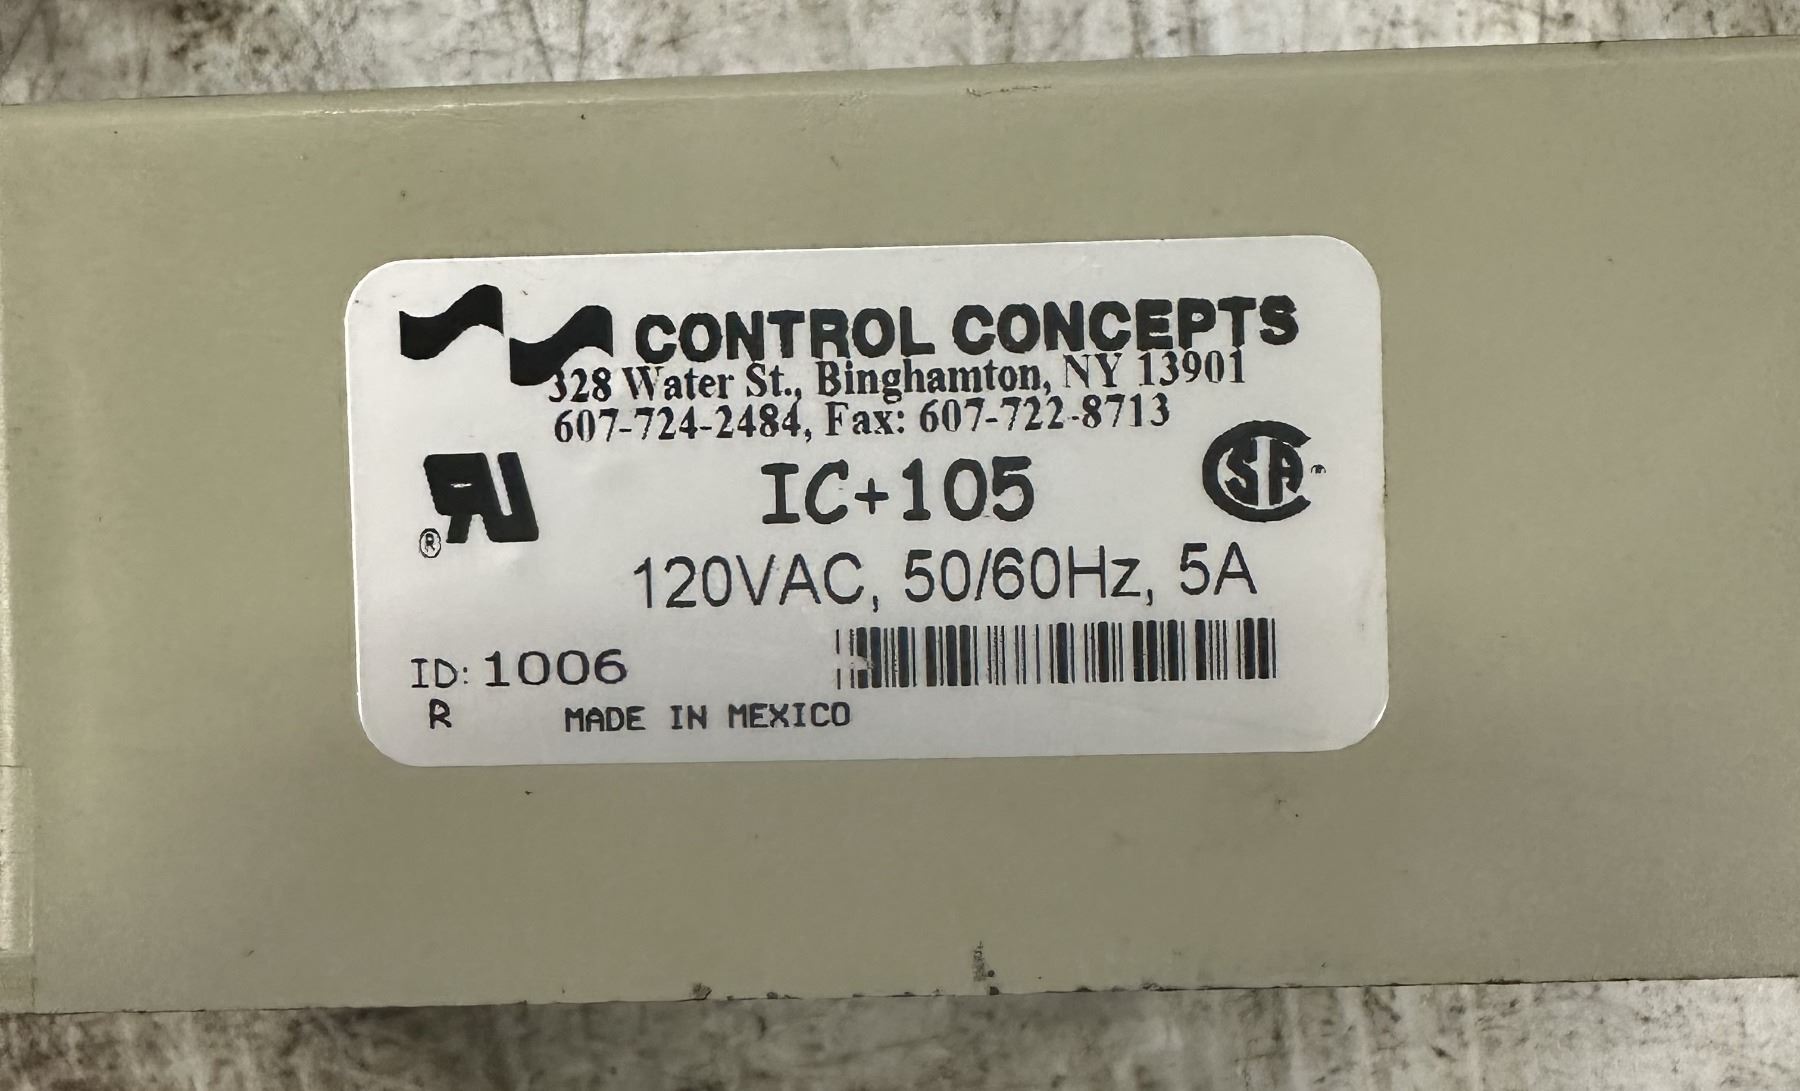 CONTROL CONCEPTS
328 Water St., Binghamton, NY 13901
607-724-2484, Fax: 607-722-8713
IC+105
120VAC, 50/60Hz, 5A
ID: 1006
R MADE IN MEXICO